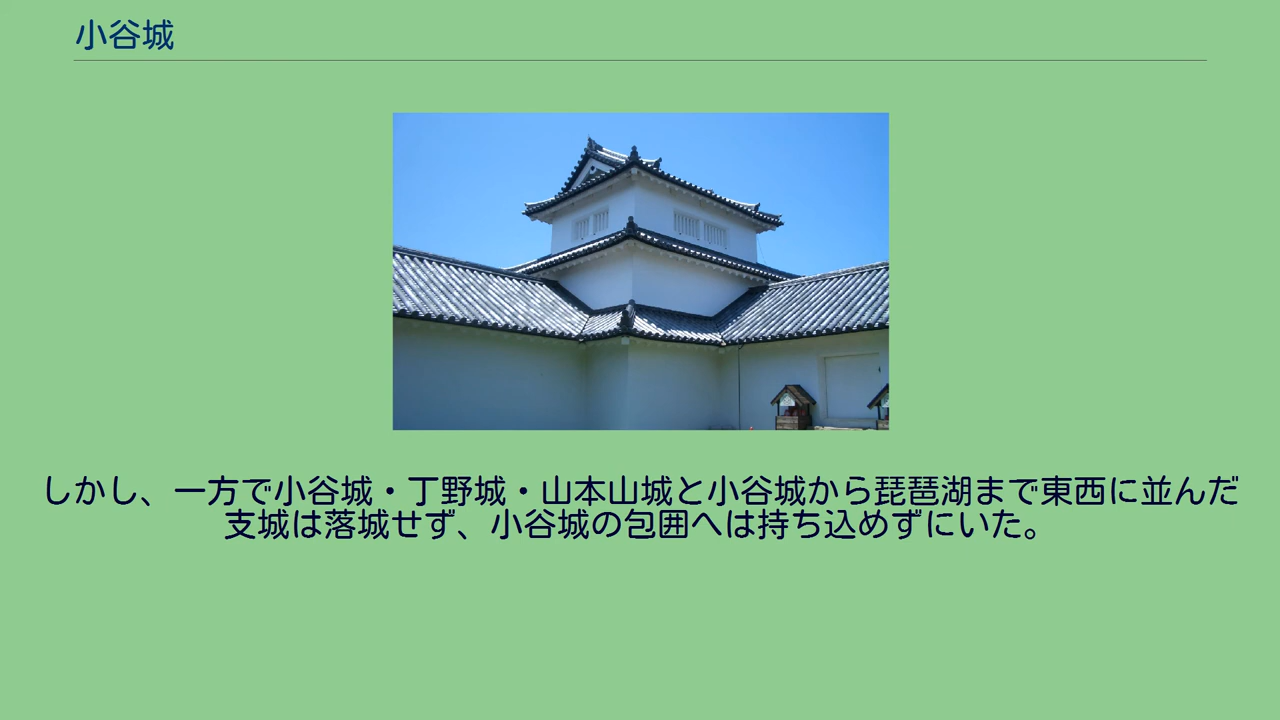 小谷城
しかし、一方で小谷城・丁野城・山本山城と小谷城から琵琶湖まで東西に並んだ
支城は落城せず、小谷城の包囲へは持ち込めずにいた。